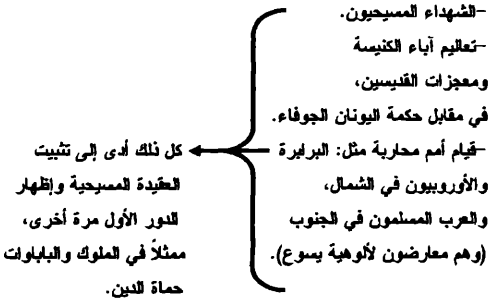 -الشهداء المسيحيون.
-تعاليم آباء الكنيسة
ومعجزات القديسين،
في مقابل حكمة اليونان الجوفاء.
-قيام أمم محاربة مثل: البرابرة
والأوروبيون في الشمال،
والعرب المسلمون في الجنوب
(وهم معارضون لألوهية يسوع).
كل ذلك أدى إلى تثبيت
العقيدة المسيحية وإظهار
للدور الأول مرة أخرى،
ممثلاً في الملوك والباباوات
حماة للدين.